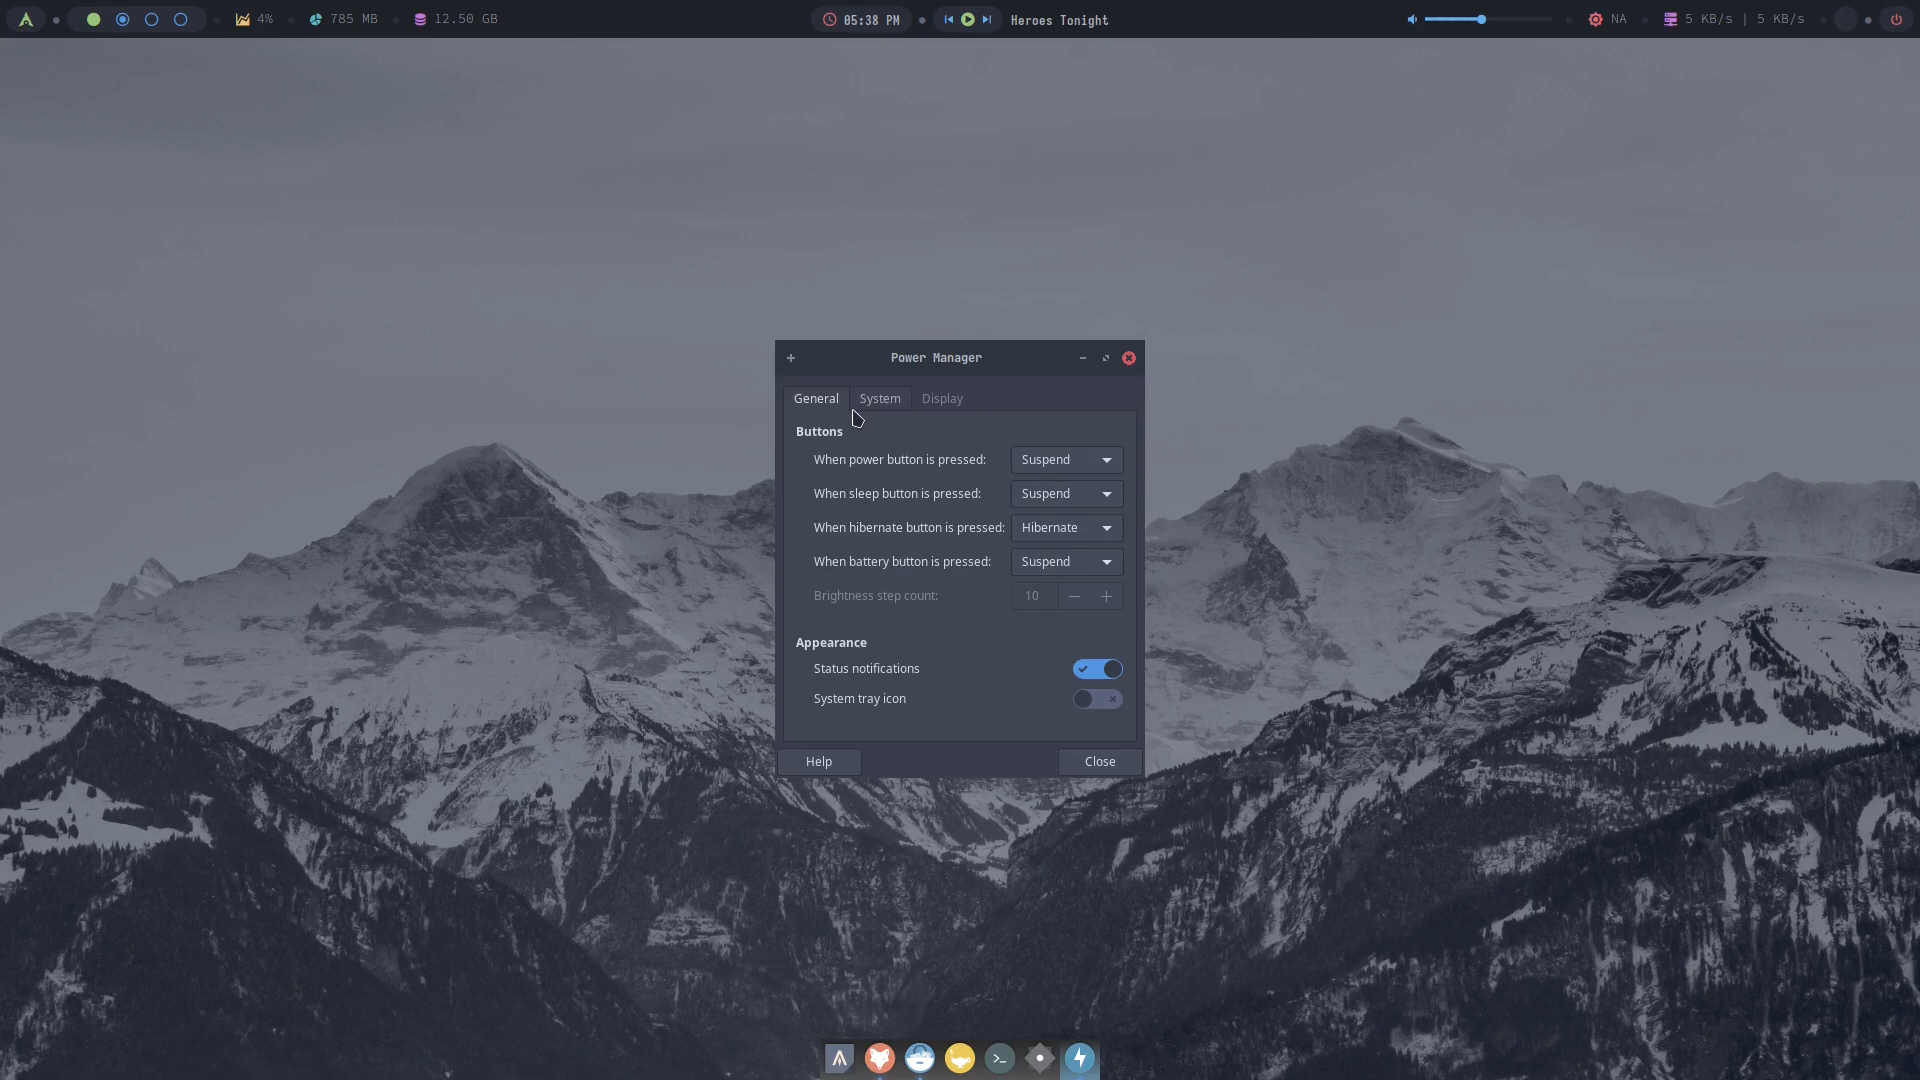 4%
785 MB
12.50 GB
05:38 PM
Heroes Tonight
NA
5 KB/s | 5 KB/s
Power Manager
General
System
Display
Buttons
When power button is pressed: Suspend
When sleep button is pressed: Suspend
When hibernate button is pressed: Hibernate
When battery button is pressed: Suspend
Brightness step count: 10
Appearance
Status notifications
System tray icon
Help
Close